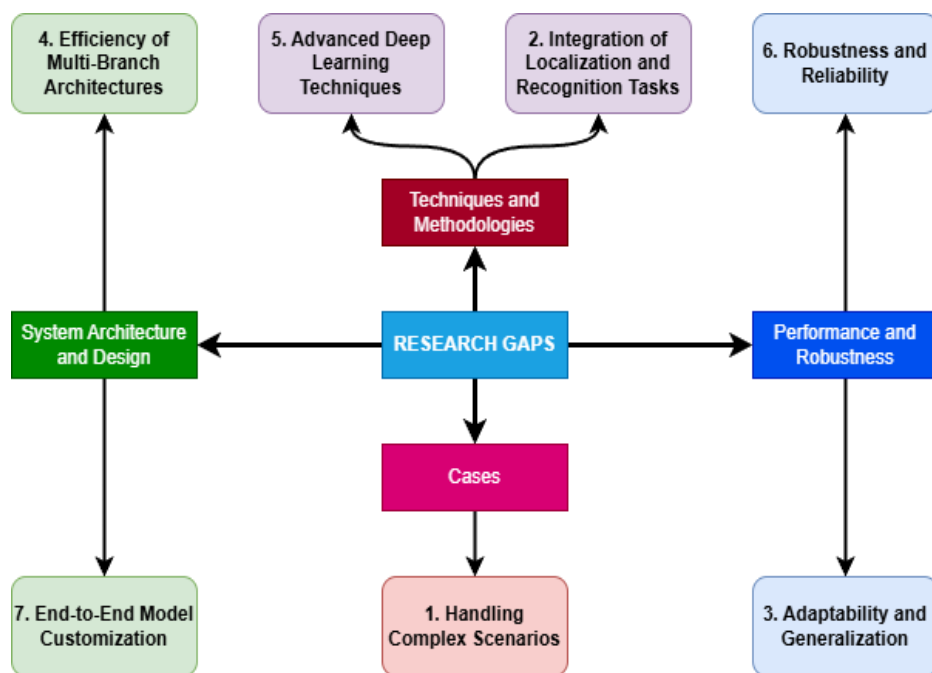 4. Efficiency of
Multi-Branch
Architectures
5. Advanced Deep
Learning
Techniques
2. Integration of
Localization and
Recognition Tasks
6. Robustness and
Reliability
Techniques and
Methodologies
System Architecture
and Design
RESEARCH GAPS
Performance and
Robustness
Cases
7. End-to-End Model
Customization
1. Handling
Complex Scenarios
3. Adaptability and
Generalization